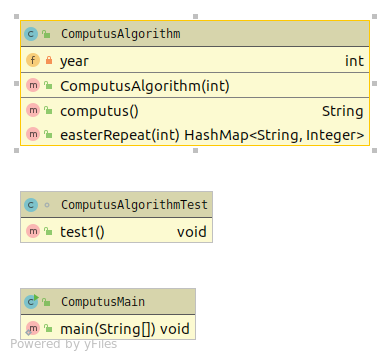 ComputusAlgorithm
year int
ComputusAlgorithm(int)
computus() String
easterRepeat(int) HashMap<String, Integer>
ComputusAlgorithmTest
test1() void
ComputusMain
main(String[]) void
Powered by yFiles